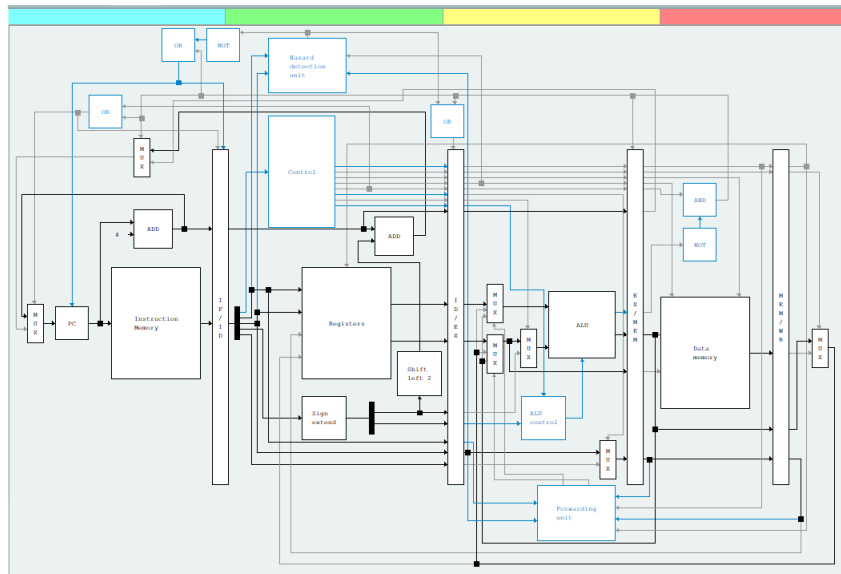 OR
NOT
Hazard
detection
unit
OR
OR
M
U
X
Control
AND
ADD
4
ADD
NOT
IF/ID
ID/EX
EX/MEM
MEM/WB
M
U
X
PC
Instruction
Memory
Registers
M
U
X
M
U
X
M
U
X
ALU
Data
memory
M
U
X
Shift
left 2
Sign
extend
ALU
control
M
U
X
Forwarding
unit